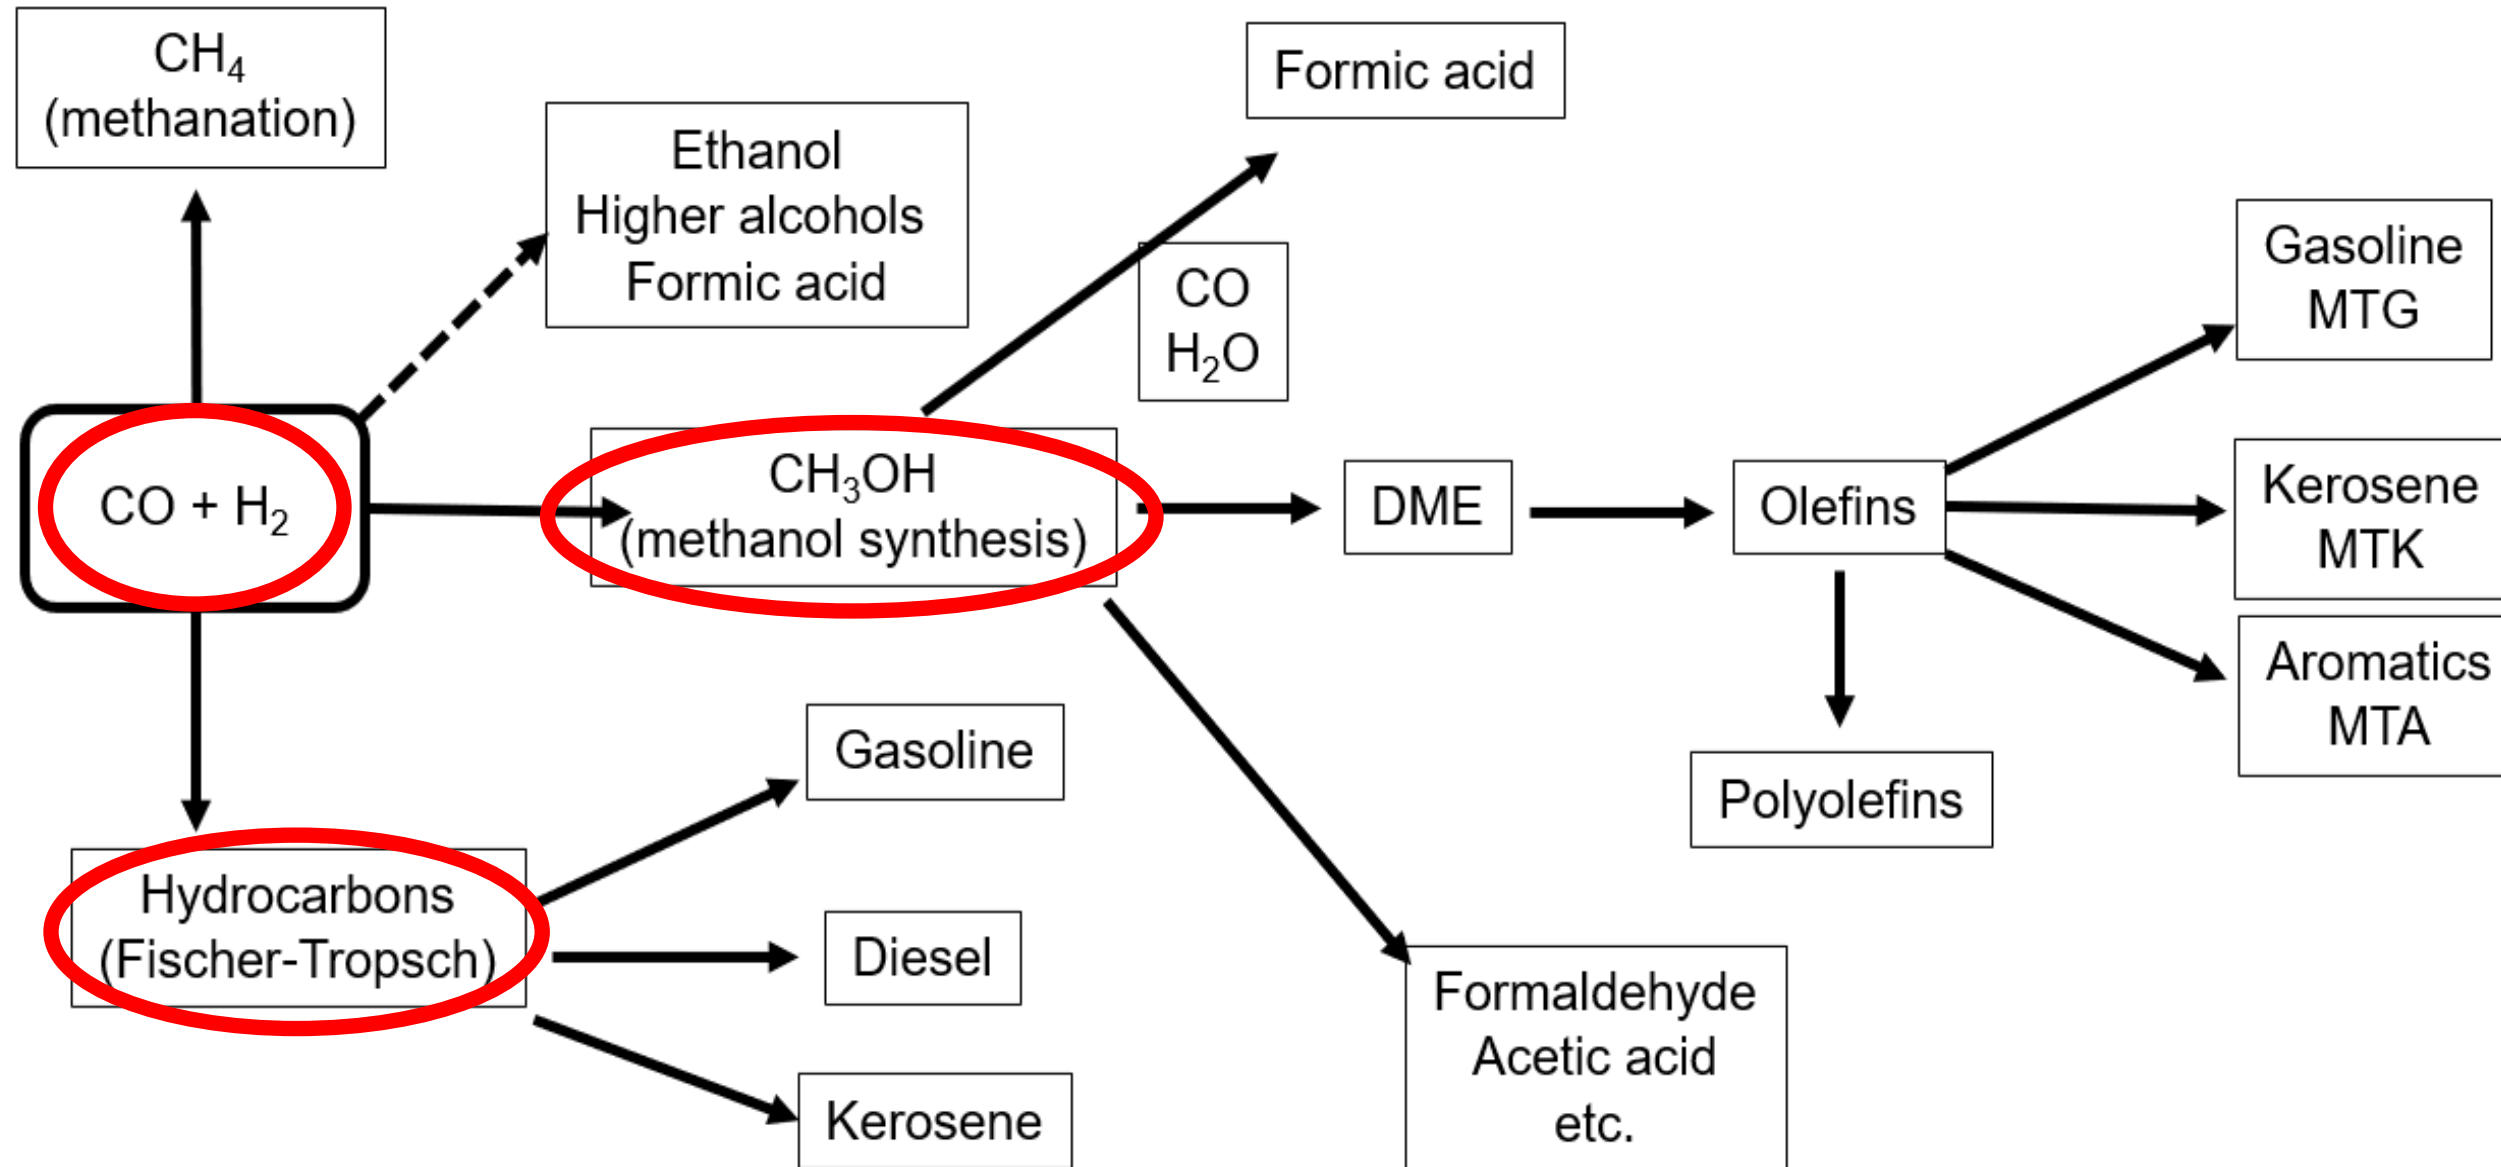 CH₄
(methanation)
Ethanol
Higher alcohols
Formic acid
Formic acid
CO
H₂O
CO + H₂
CH₃OH
(methanol synthesis)
DME
Olefins
Gasoline
MTG
Kerosene
MTK
Aromatics
MTA
Polyolefins
Hydrocarbons
(Fischer-Tropsch)
Gasoline
Diesel
Kerosene
Formaldehyde
Acetic acid
etc.